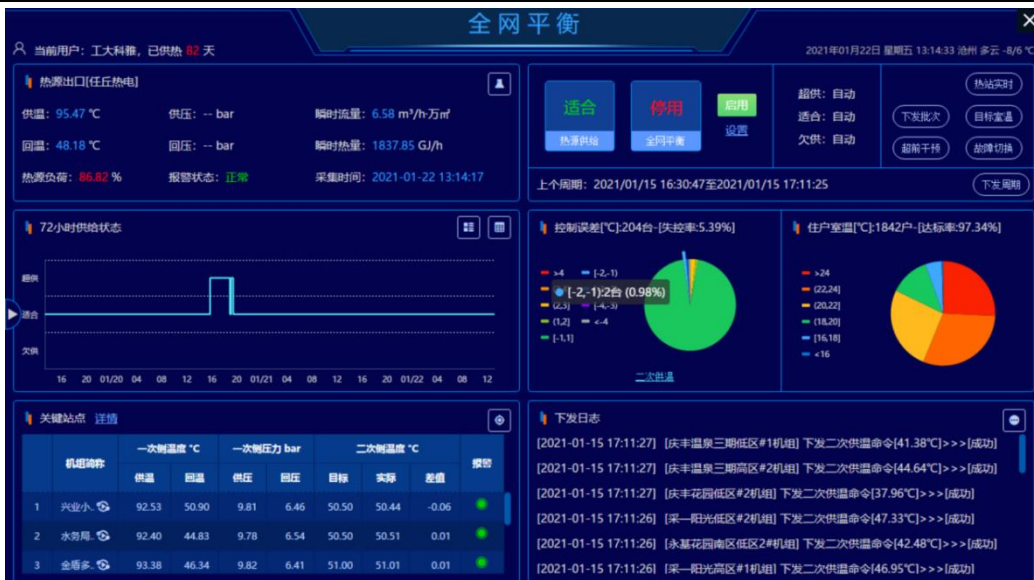 全网平衡
当前用户：工大科雅，已供热 82 天
2021年01月22日 星期五 13:14:33 沧州 多云 -8/6 ℃
热源出口[任丘热电]
供温：95.47 ℃ 供压：-- bar 瞬时流量：6.58 m³/h·万㎡
回温：48.18 ℃ 回压：-- bar 瞬时热量：1837.85 GJ/h
热源负荷：86.82 % 报警状态：正常 采集时间：2021-01-22 13:14:17
适合
热源供给
停用
全网平衡
启用
设置
超供：自动
适合：自动
欠供：自动
热站实时
下发批次 目标室温
超前干预 故障切换
上个周期：2021/01/15 16:30:47至2021/01/15 17:11:25
下发周期
72小时供给状态
超供
适合
欠供
16 20 01/20 04 08 12 16 20 01/21 04 08 12 16 20 01/22 04 08 12
控制误差[℃]:204台-[失控率:5.39%]
>4 [-2,-1)
[-2,-1):2台 (0.98%)
(2,3] [-4,-3)
(1,2] <-4
[-1,1]
二次供温
住户室温[℃]:1842户-[达标率:97.34%]
>24
(22,24]
(20,22]
(18,20]
[16,18]
<16
关键站点 详情
机组简称 一次侧温度 ℃ 一次侧压力 bar 二次侧温度 ℃ 报警
供温 回温 供压 回压 目标 实际 差值
1 兴业小.. 92.53 50.90 9.81 6.46 50.50 50.44 -0.06
2 水务局.. 92.40 44.83 9.78 6.54 50.50 50.51 0.01
3 金盾多.. 93.38 46.34 9.82 6.41 51.00 51.01 0.01
下发日志
[2021-01-15 17:11:27] [庆丰温泉三期低区#1机组] 下发二次供温命令[41.38℃]>>>[成功]
[2021-01-15 17:11:27] [庆丰温泉三期高区#2机组] 下发二次供温命令[44.64℃]>>>[成功]
[2021-01-15 17:11:27] [庆丰花园低区#2机组] 下发二次供温命令[37.96℃]>>>[成功]
[2021-01-15 17:11:26] [采—阳光低区#2机组] 下发二次供温命令[47.33℃]>>>[成功]
[2021-01-15 17:11:26] [永基花园南区低区2#机组] 下发二次供温命令[42.48℃]>>>[成功]
[2021-01-15 17:11:26] [采—阳光高区#1机组] 下发二次供温命令[46.95℃]>>>[成功]